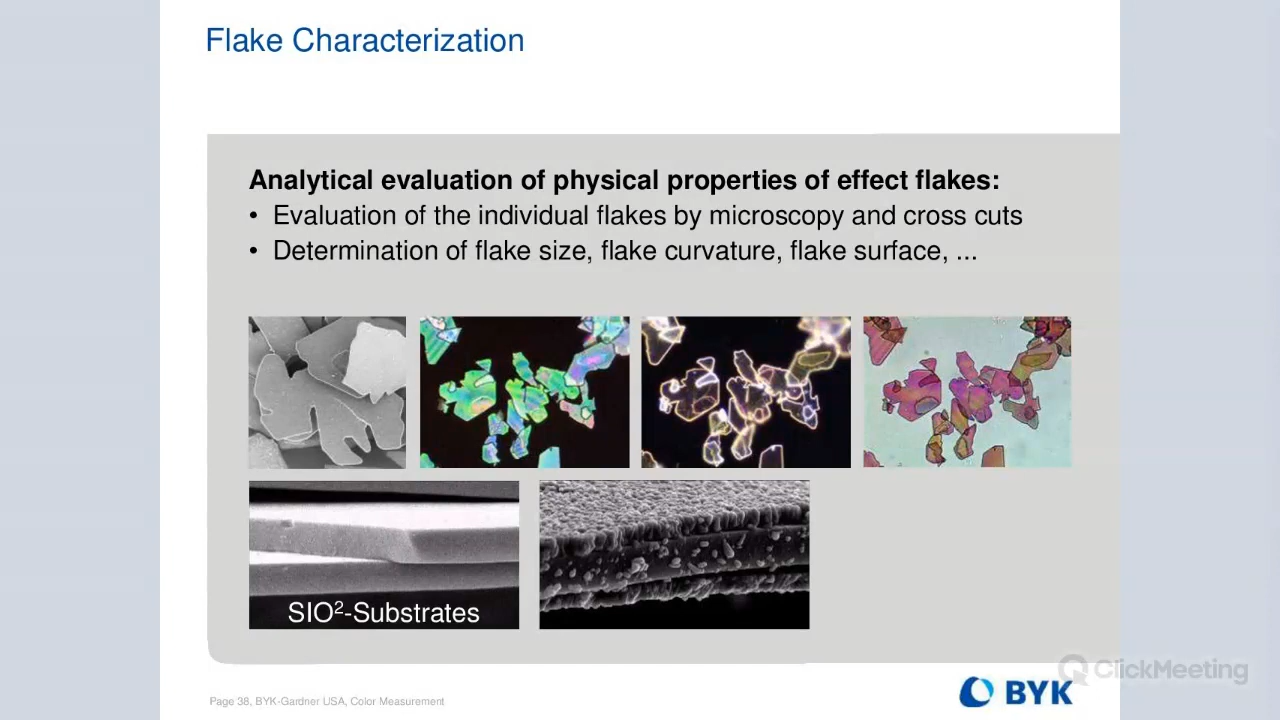 Flake Characterization
Analytical evaluation of physical properties of effect flakes:
• Evaluation of the individual flakes by microscopy and cross cuts
• Determination of flake size, flake curvature, flake surface, ...
SIO²-Substrates
ClickMeeting
Page 38, BYK-Gardner USA, Color Measurement
BYK